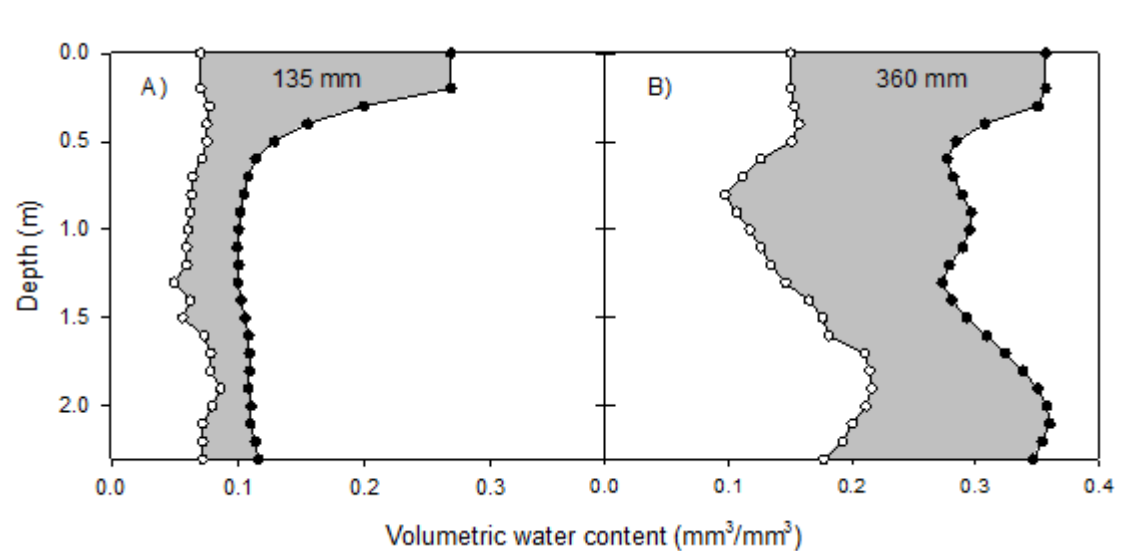 A)
135 mm
B)
360 mm
Depth (m)
0.0
0.5
1.0
1.5
2.0
0.0 0.1 0.2 0.3 0.0 0.1 0.2 0.3 0.4
Volumetric water content (mm³/mm³)